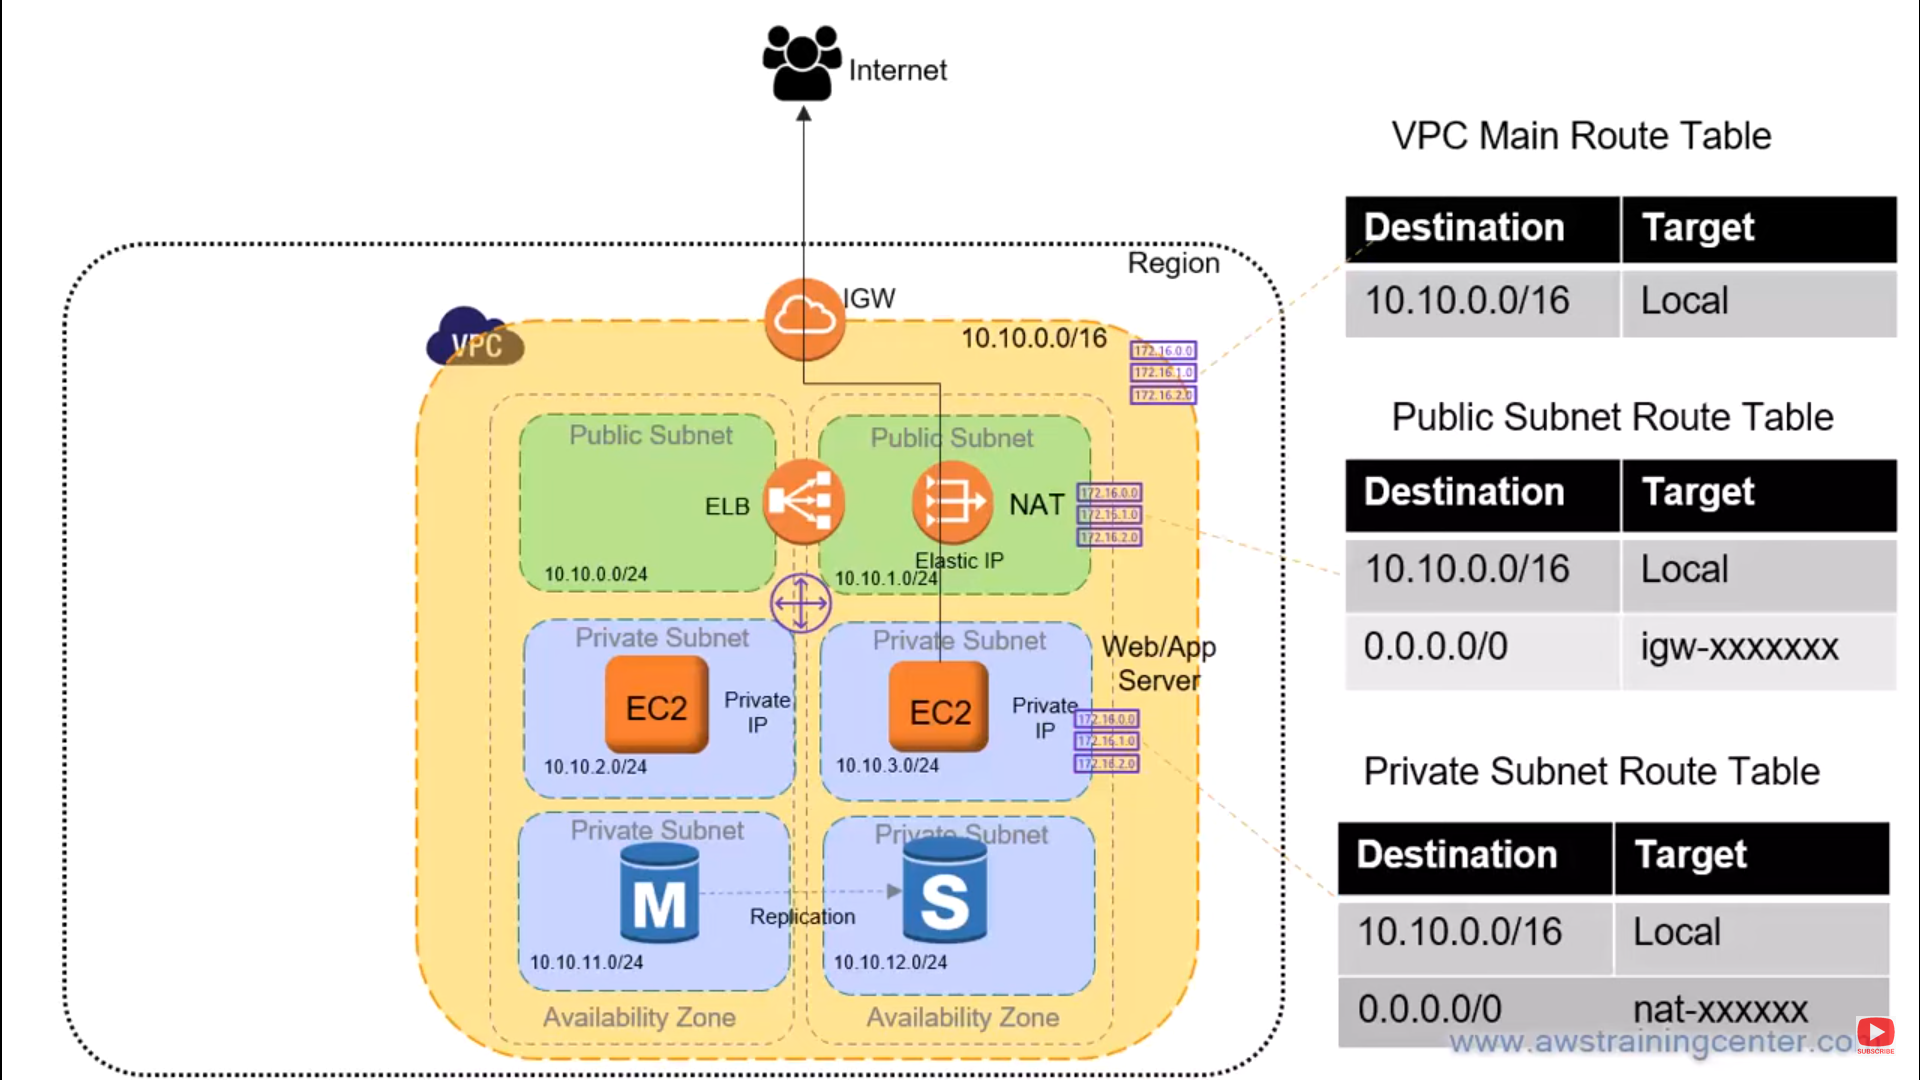 Internet
Region
IGW
VPC
10.10.0.0/16
172.16.0.0
172.16.1.0
172.16.2.0
Public Subnet
ELB
10.10.0.0/24
Public Subnet
NAT
Elastic IP
10.10.1.0/24
172.16.0.0
172.16.1.0
172.16.2.0
Private Subnet
EC2
Private
IP
10.10.2.0/24
Private Subnet
EC2
Private
IP
10.10.3.0/24
Web/App
Server
172.16.0.0
172.16.1.0
172.16.2.0
Private Subnet
M
10.10.11.0/24
Replication
Private Subnet
S
10.10.12.0/24
Availability Zone
Availability Zone
VPC Main Route Table
Destination Target
10.10.0.0/16 Local
Public Subnet Route Table
Destination Target
10.10.0.0/16 Local
0.0.0.0/0 igw-xxxxxxx
Private Subnet Route Table
Destination Target
10.10.0.0/16 Local
0.0.0.0/0 nat-xxxxxx
www.awstrainingcenter.co
SUBSCRIBE